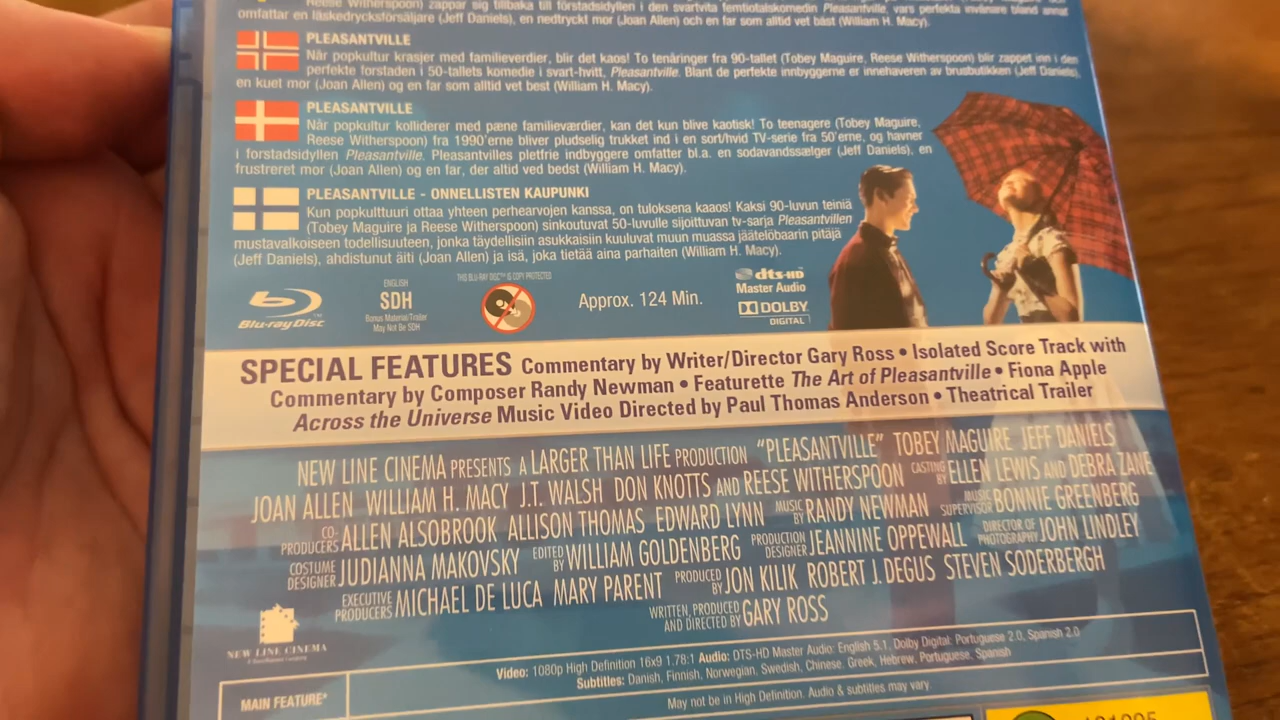 Reese Witherspoon) zappar sig tillbaka till förstadsidyllen i den svartvita femtiotalskomedin Pleasantville, vars perfekta invånare bland annat
omfattar en läskedrycksförsäljare (Jeff Daniels), en nedtryckt mor (Joan Allen) och en far som alltid vet bäst (William H. Macy).
PLEASANTVILLE
Når popkultur krasjer med familieverdier, blir det kaos! To tenåringer fra 90-tallet (Tobey Maguire, Reese Witherspoon) blir zappet inn i den
perfekte forstaden i 50-tallets komedie i svart-hvitt, Pleasantville. Blant de perfekte innbyggerne er innehaveren av brusbutikken (Jeff Daniels),
en kuet mor (Joan Allen) og en far som alltid vet best (William H. Macy).
PLEASANTVILLE
Når popkultur kolliderer med pæne familieværdier, kan det kun blive kaotisk! To teenagere (Tobey Maguire,
Reese Witherspoon) fra 1990'erne bliver pludselig trukket ind i en sort/hvid TV-serie fra 50'erne, og havner
i forstadsidyllen Pleasantville. Pleasantvilles pletfrie indbyggere omfatter bl.a. en sodavandssælger (Jeff Daniels), en
frustreret mor (Joan Allen) og en far, der altid ved bedst (William H. Macy).
PLEASANTVILLE - ONNELLISTEN KAUPUNKI
Kun popkulttuuri ottaa yhteen perhearvojen kanssa, on tuloksena kaaos! Kaksi 90-luvun teiniä
(Tobey Maguire ja Reese Witherspoon) sinkoutuvat 50-luvulle sijoittuvan tv-sarja Pleasantvillen
mustavalkoiseen todellisuuteen, jonka täydellisiin asukkaisiin kuuluvat muun muassa jäätelöbaarin pitäjä
(Jeff Daniels), ahdistunut äiti (Joan Allen) ja isä, joka tietää aina parhaiten (William H. Macy).
Blu-ray Disc™
ENGLISH
SDH
Bonus Material/Trailer
May Not Be SDH
THIS BLU-RAY DISC™ IS COPY PROTECTED
Approx. 124 Min.
dts-HD
Master Audio
DOLBY
DIGITAL
SPECIAL FEATURES Commentary by Writer/Director Gary Ross • Isolated Score Track with
Commentary by Composer Randy Newman • Featurette The Art of Pleasantville • Fiona Apple
Across the Universe Music Video Directed by Paul Thomas Anderson • Theatrical Trailer
NEW LINE CINEMA PRESENTS A LARGER THAN LIFE PRODUCTION "PLEASANTVILLE" TOBEY MAGUIRE JEFF DANIELS
JOAN ALLEN WILLIAM H. MACY J.T. WALSH DON KNOTTS AND REESE WITHERSPOON CASTING BY ELLEN LEWIS AND DEBRA ZANE
CO-PRODUCERS ALLEN ALSOBROOK ALLISON THOMAS EDWARD LYNN MUSIC BY RANDY NEWMAN MUSIC SUPERVISOR BONNIE GREENBERG
COSTUME DESIGNER JUDIANNA MAKOVSKY EDITED BY WILLIAM GOLDENBERG PRODUCTION DESIGNER JEANNINE OPPEWALL DIRECTOR OF PHOTOGRAPHY JOHN LINDLEY
EXECUTIVE PRODUCERS MICHAEL DE LUCA MARY PARENT PRODUCED BY JON KILIK ROBERT J. DEGUS STEVEN SODERBERGH
WRITTEN, PRODUCED AND DIRECTED BY GARY ROSS
NEW LINE CINEMA
MAIN FEATURE*
Video: 1080p High Definition 16x9 1.78:1 Audio: DTS-HD Master Audio: English 5.1, Dolby Digital: Portuguese 2.0, Spanish 2.0
Subtitles: Danish, Finnish, Norwegian, Swedish, Chinese, Greek, Hebrew, Portuguese, Spanish
May not be in High Definition. Audio & subtitles may vary